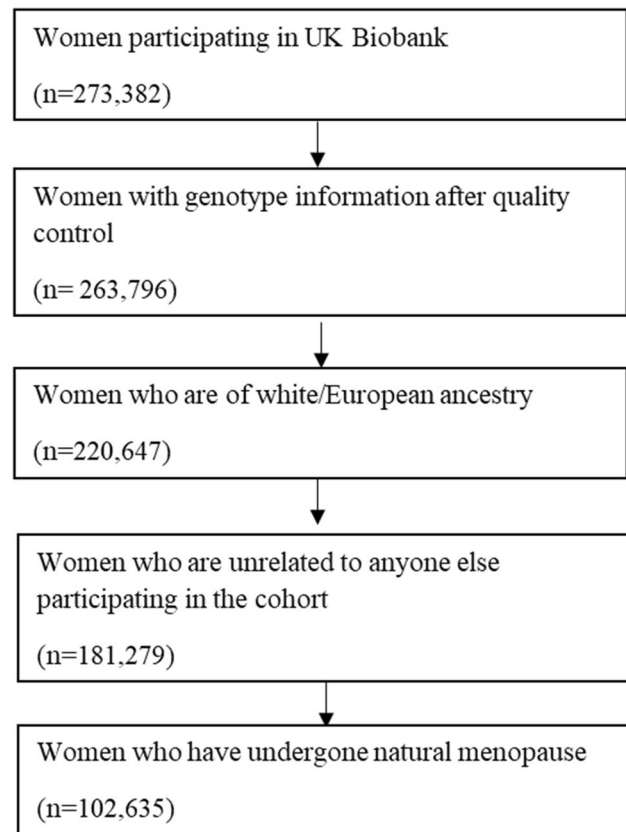 Women participating in UK Biobank
(n=273,382)
Women with genotype information after quality
control
(n= 263,796)
Women who are of white/European ancestry
(n=220,647)
Women who are unrelated to anyone else
participating in the cohort
(n=181,279)
Women who have undergone natural menopause
(n=102,635)